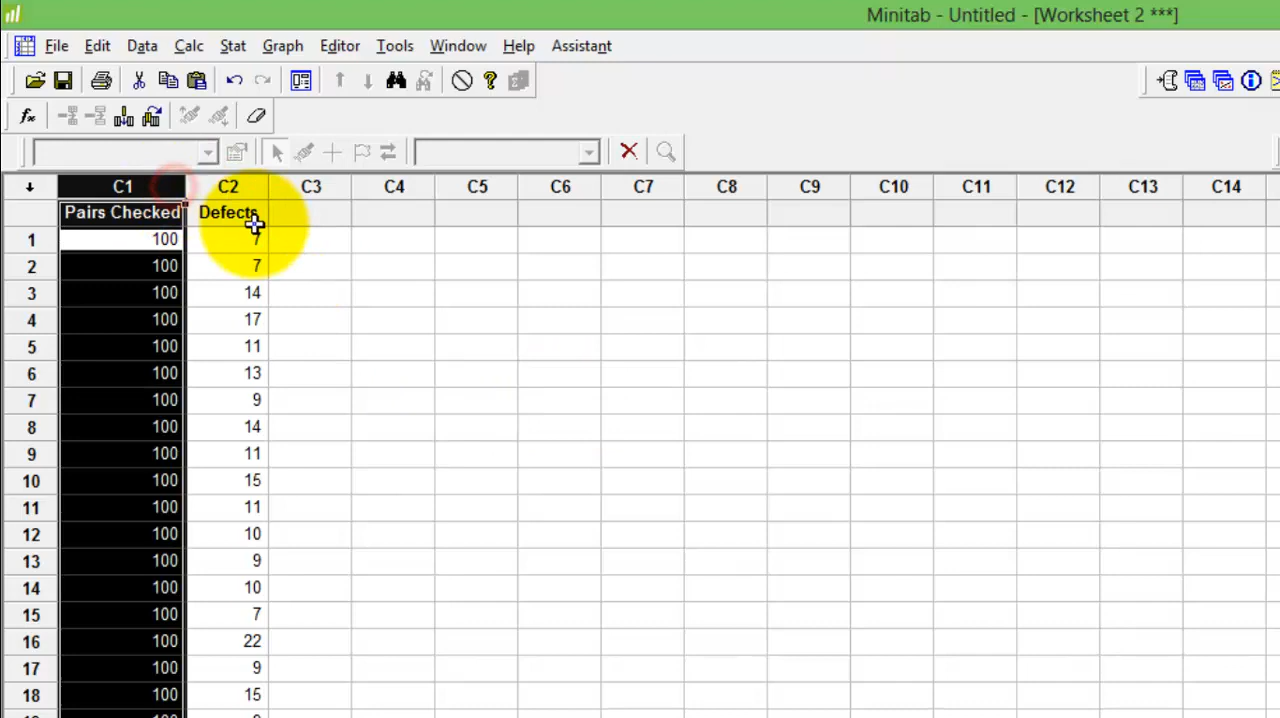 Minitab - Untitled - [Worksheet 2 ***]
File Edit Data Calc Stat Graph Editor Tools Window Help Assistant
C1 C2 C3 C4 C5 C6 C7 C8 C9 C10 C11 C12 C13 C14
Pairs Checked Defects
1 100 7
2 100 7
3 100 14
4 100 17
5 100 11
6 100 13
7 100 9
8 100 14
9 100 11
10 100 15
11 100 11
12 100 10
13 100 9
14 100 10
15 100 7
16 100 22
17 100 9
18 100 15